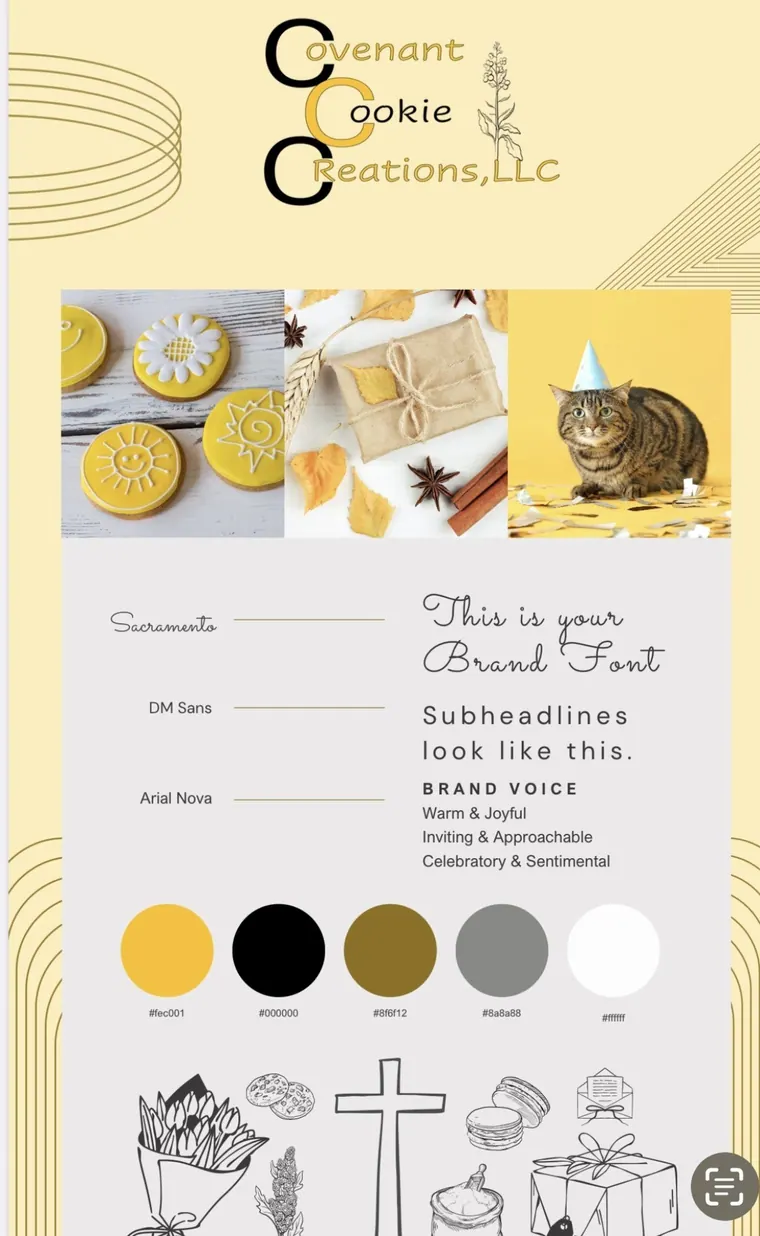 Covenant
Cookie
Creations,LLC
Sacramento
This is your
Brand Font
DM Sans
Subheadlines
look like this.
Arial Nova
BRAND VOICE
Warm & Joyful
Inviting & Approachable
Celebratory & Sentimental
#fec001
#000000
#8f6f12
#8a8a88
#ffffff